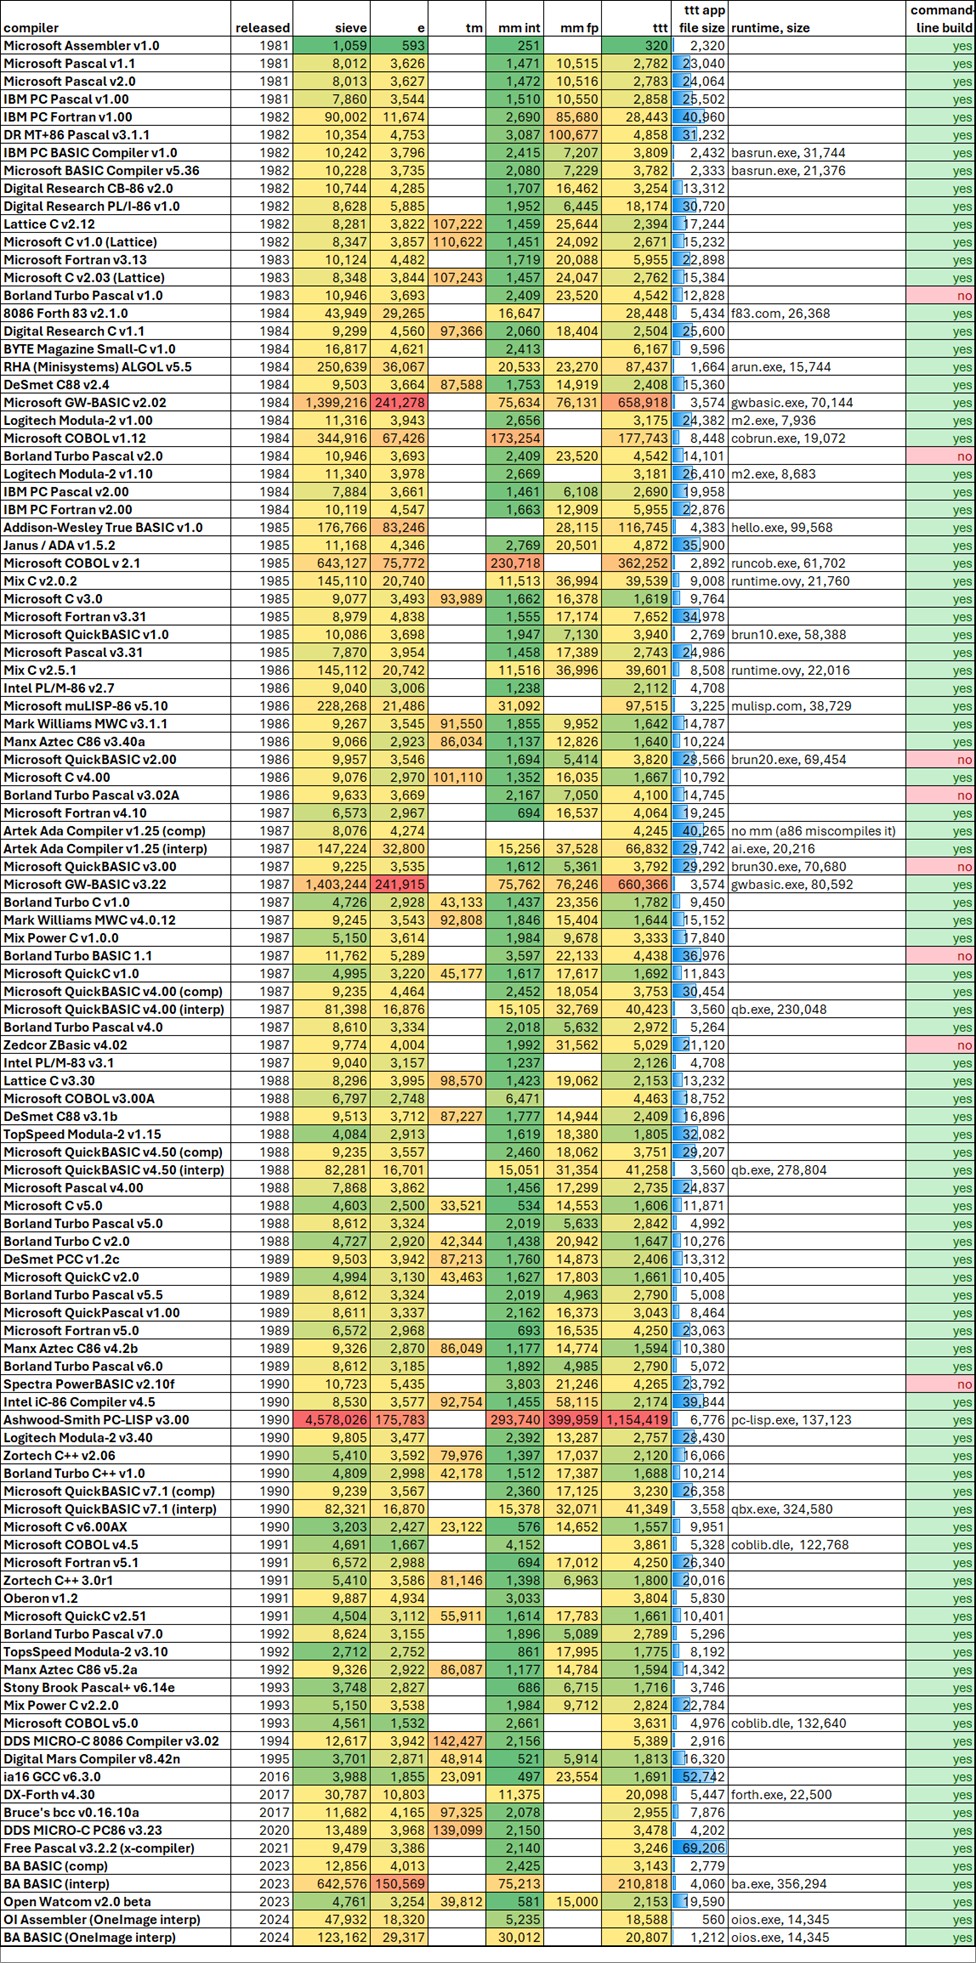 compiler released sieve e tm mm int mm fp ttt ttt app file size runtime, size command-line build
Microsoft Assembler v1.0 1981 1,059 593 251 320 2,320 yes
Microsoft Pascal v1.1 1981 8,012 3,626 1,471 10,515 2,782 23,040 yes
Microsoft Pascal v2.0 1981 8,013 3,627 1,472 10,516 2,783 24,064 yes
IBM PC Pascal v1.00 1981 7,860 3,544 1,510 10,550 2,858 25,502 yes
IBM PC Fortran v1.00 1982 90,002 11,674 2,690 85,680 28,443 40,960 yes
DR MT+86 Pascal v3.1.1 1982 10,354 4,753 3,087 100,677 4,858 31,232 yes
IBM PC BASIC Compiler v1.0 1982 10,242 3,796 2,415 7,207 3,809 2,432 basrun.exe, 31,744 yes
Microsoft BASIC Compiler v5.36 1982 10,228 3,735 2,080 7,229 3,782 2,333 basrun.exe, 21,376 yes
Digital Research CB-86 v2.0 1982 10,744 4,285 1,707 16,462 3,254 13,312 yes
Digital Research PL/I-86 v1.0 1982 8,628 5,885 1,952 6,445 18,174 30,720 yes
Lattice C v2.12 1982 8,281 3,822 107,222 1,459 25,644 2,394 17,244 yes
Microsoft C v1.0 (Lattice) 1982 8,347 3,857 110,622 1,451 24,092 2,671 15,232 yes
Microsoft Fortran v3.13 1983 10,124 4,482 1,719 20,088 5,955 22,898 yes
Microsoft C v2.03 (Lattice) 1983 8,348 3,844 107,243 1,457 24,047 2,762 15,384 yes
Borland Turbo Pascal v1.0 1983 10,946 3,693 2,409 23,520 4,542 12,828 no
8086 Forth 83 v2.1.0 1984 43,949 29,265 16,647 28,448 5,434 f83.com, 26,368 yes
Digital Research C v1.1 1984 9,299 4,560 97,366 2,060 18,404 2,504 25,600 yes
BYTE Magazine Small-C v1.0 1984 16,817 4,621 2,413 6,167 9,596 yes
RHA (Minisystems) ALGOL v5.5 1984 250,639 36,067 20,533 23,270 87,437 1,664 arun.exe, 15,744 yes
DeSmet C88 v2.4 1984 9,503 3,664 87,588 1,753 14,919 2,408 15,360 yes
Microsoft GW-BASIC v2.02 1984 1,399,216 241,278 75,634 76,131 658,918 3,574 gwbasic.exe, 70,144 yes
Logitech Modula-2 v1.00 1984 11,316 3,943 2,656 3,175 24,382 m2.exe, 7,936 yes
Microsoft COBOL v1.12 1984 344,916 67,426 173,254 177,743 8,448 cobrun.exe, 19,072 yes
Borland Turbo Pascal v2.0 1984 10,946 3,693 2,409 23,520 4,542 14,101 no
Logitech Modula-2 v1.10 1984 11,340 3,978 2,669 3,181 26,410 m2.exe, 8,683 yes
IBM PC Pascal v2.00 1984 7,884 3,661 1,461 6,108 2,690 19,958 yes
IBM PC Fortran v2.00 1984 10,119 4,547 1,663 12,909 5,955 22,876 yes
Addison-Wesley True BASIC v1.0 1985 176,766 83,246 28,115 116,745 4,383 hello.exe, 99,568 yes
Janus / ADA v1.5.2 1985 11,168 4,346 2,769 20,501 4,872 35,900 yes
Microsoft COBOL v 2.1 1985 643,127 75,772 230,718 362,252 2,892 runcob.exe, 61,702 yes
Mix C v2.0.2 1985 145,110 20,740 11,513 36,994 39,539 9,008 runtime.ovy, 21,760 yes
Microsoft C v3.0 1985 9,077 3,493 93,989 1,662 16,378 1,619 9,764 yes
Microsoft Fortran v3.31 1985 8,979 4,838 1,555 17,174 7,652 34,978 yes
Microsoft QuickBASIC v1.0 1985 10,086 3,698 1,947 7,130 3,940 2,769 brun10.exe, 58,388 yes
Microsoft Pascal v3.31 1985 7,870 3,954 1,458 17,389 2,743 24,986 yes
Mix C v2.5.1 1986 145,112 20,742 11,516 36,996 39,601 8,508 runtime.ovy, 22,016 yes
Intel PL/M-86 v2.7 1986 9,040 3,006 1,238 2,112 4,708 yes
Microsoft muLISP-86 v5.10 1986 228,268 21,486 31,092 97,515 3,225 mulisp.com, 38,729 yes
Mark Williams MWC v3.1.1 1986 9,267 3,545 91,550 1,855 9,952 1,642 14,787 yes
Manx Aztec C86 v3.40a 1986 9,066 2,923 86,034 1,137 12,826 1,640 10,224 yes
Microsoft QuickBASIC v2.00 1986 9,957 3,546 1,694 5,414 3,820 28,566 brun20.exe, 69,454 no
Microsoft C v4.00 1986 9,076 2,970 101,110 1,352 16,035 1,667 10,792 yes
Borland Turbo Pascal v3.02A 1986 9,633 3,669 2,167 7,050 4,100 14,745 no
Microsoft Fortran v4.10 1987 6,573 2,967 694 16,537 4,064 19,245 yes
Artek Ada Compiler v1.25 (comp) 1987 8,076 4,274 4,245 40,265 no mm (a86 miscompiles it) yes
Artek Ada Compiler v1.25 (interp) 1987 147,224 32,800 15,256 37,528 66,832 29,742 ai.exe, 20,216 yes
Microsoft QuickBASIC v3.00 1987 9,225 3,535 1,612 5,361 3,792 29,292 brun30.exe, 70,680 no
Microsoft GW-BASIC v3.22 1987 1,403,244 241,915 75,762 76,246 660,366 3,574 gwbasic.exe, 80,592 yes
Borland Turbo C v1.0 1987 4,726 2,928 43,133 1,437 23,356 1,782 9,450 yes
Mark Williams MWC v4.0.12 1987 9,245 3,543 92,808 1,846 15,404 1,644 15,152 yes
Mix Power C v1.0.0 1987 5,150 3,614 1,984 9,678 3,333 17,840 yes
Borland Turbo BASIC 1.1 1987 11,762 5,289 3,597 22,133 4,438 36,976 no
Microsoft QuickC v1.0 1987 4,995 3,220 45,177 1,617 17,617 1,692 11,843 yes
Microsoft QuickBASIC v4.00 (comp) 1987 9,235 4,464 2,452 18,054 3,753 30,454 yes
Microsoft QuickBASIC v4.00 (interp) 1987 81,398 16,876 15,105 32,769 40,423 3,560 qb.exe, 230,048 yes
Borland Turbo Pascal v4.0 1987 8,610 3,334 2,018 5,632 2,972 5,264 yes
Zedcor ZBasic v4.02 1987 9,774 4,004 1,992 31,562 5,029 21,120 no
Intel PL/M-83 v3.1 1987 9,040 3,157 1,237 2,126 4,708 yes
Lattice C v3.30 1988 8,296 3,995 98,570 1,423 19,062 2,153 13,232 yes
Microsoft COBOL v3.00A 1988 6,797 2,748 6,471 4,463 18,752 yes
DeSmet C88 v3.1b 1988 9,513 3,712 87,227 1,777 14,944 2,409 16,896 yes
TopSpeed Modula-2 v1.15 1988 4,084 2,913 1,619 18,380 1,805 32,082 yes
Microsoft QuickBASIC v4.50 (comp) 1988 9,235 3,557 2,460 18,062 3,751 29,207 yes
Microsoft QuickBASIC v4.50 (interp) 1988 82,281 16,701 15,051 31,354 41,258 3,560 qb.exe, 278,804 yes
Microsoft Pascal v4.00 1988 7,868 3,862 1,456 17,299 2,735 24,837 yes
Microsoft C v5.0 1988 4,603 2,500 33,521 534 14,553 1,606 11,871 yes
Borland Turbo Pascal v5.0 1988 8,612 3,324 2,019 5,633 2,842 4,992 yes
Borland Turbo C v2.0 1988 4,727 2,920 42,344 1,438 20,942 1,647 10,276 yes
DeSmet PCC v1.2c 1989 9,503 3,942 87,213 1,760 14,873 2,406 13,312 yes
Microsoft QuickC v2.0 1989 4,994 3,130 43,463 1,627 17,803 1,661 10,405 yes
Borland Turbo Pascal v5.5 1989 8,612 3,324 2,019 4,963 2,790 5,008 yes
Microsoft QuickPascal v1.00 1989 8,611 3,337 2,162 16,373 3,043 8,464 yes
Microsoft Fortran v5.0 1989 6,572 2,968 693 16,535 4,250 23,063 yes
Manx Aztec C86 v4.2b 1989 9,326 2,870 86,049 1,177 14,774 1,594 10,380 yes
Borland Turbo Pascal v6.0 1989 8,612 3,185 1,892 4,985 2,790 5,072 yes
Spectra PowerBASIC v2.10f 1990 10,723 5,435 3,803 21,246 4,265 23,792 no
Intel iC-86 Compiler v4.5 1990 8,530 3,577 92,754 1,455 58,115 2,174 39,844 yes
Ashwood-Smith PC-LISP v3.00 1990 4,578,026 175,783 293,740 399,959 1,154,419 6,776 pc-lisp.exe, 137,123 yes
Logitech Modula-2 v3.40 1990 9,805 3,477 2,392 13,287 2,757 28,430 yes
Zortech C++ v2.06 1990 5,410 3,592 79,976 1,397 17,037 2,120 16,066 yes
Borland Turbo C++ v1.0 1990 4,809 2,998 42,178 1,512 17,387 1,688 10,214 yes
Microsoft QuickBASIC v7.1 (comp) 1990 9,239 3,567 2,360 17,125 3,230 26,358 yes
Microsoft QuickBASIC v7.1 (interp) 1990 82,321 16,870 15,378 32,071 41,349 3,558 qbx.exe, 324,580 yes
Microsoft C v6.00AX 1990 3,203 2,427 23,122 576 14,652 1,557 9,951 yes
Microsoft COBOL v4.5 1991 4,691 1,667 4,152 3,861 5,328 coblib.dle, 122,768 yes
Microsoft Fortran v5.1 1991 6,572 2,988 694 17,012 4,250 26,340 yes
Zortech C++ 3.0r1 1991 5,410 3,586 81,146 1,398 6,963 1,800 20,016 yes
Oberon v1.2 1991 9,887 4,934 3,033 3,804 5,830 yes
Microsoft QuickC v2.51 1991 4,504 3,112 55,911 1,614 17,783 1,661 10,401 yes
Borland Turbo Pascal v7.0 1992 8,624 3,155 1,896 5,089 2,789 5,296 yes
TopsSpeed Modula-2 v3.10 1992 2,712 2,752 861 17,995 1,775 8,192 yes
Manx Aztec C86 v5.2a 1992 9,326 2,922 86,087 1,177 14,784 1,594 14,342 yes
Stony Brook Pascal+ v6.14e 1993 3,748 2,827 686 6,715 1,716 3,746 yes
Mix Power C v2.2.0 1993 5,150 3,538 1,984 9,712 2,824 22,784 yes
Microsoft COBOL v5.0 1993 4,561 1,532 2,661 3,631 4,976 coblib.dle, 132,640 yes
DDS MICRO-C 8086 Compiler v3.02 1994 12,617 3,942 142,427 2,156 5,389 2,916 yes
Digital Mars Compiler v8.42n 1995 3,701 2,871 48,914 521 5,914 1,813 16,320 yes
ia16 GCC v6.3.0 2016 3,988 1,855 23,091 497 23,554 1,691 52,742 yes
DX-Forth v4.30 2017 30,787 10,803 11,375 20,098 5,447 forth.exe, 22,500 yes
Bruce's bcc v0.16.10a 2017 11,682 4,165 97,325 2,078 2,955 7,876 yes
DDS MICRO-C PC86 v3.23 2020 13,489 3,968 139,099 2,150 3,478 4,202 yes
Free Pascal v3.2.2 (x-compiler) 2021 9,479 3,386 2,140 3,246 69,206 yes
BA BASIC (comp) 2023 12,856 4,013 2,425 3,143 2,779 yes
BA BASIC (interp) 2023 642,576 150,569 75,213 210,818 4,060 ba.exe, 356,294 yes
Open Watcom v2.0 beta 2023 4,761 3,254 39,812 581 15,000 2,153 19,590 yes
OI Assembler (OneImage interp) 2024 47,932 18,320 5,235 18,588 560 oios.exe, 14,345 yes
BA BASIC (OneImage interp) 2024 123,162 29,317 30,012 20,807 1,212 oios.exe, 14,345 yes